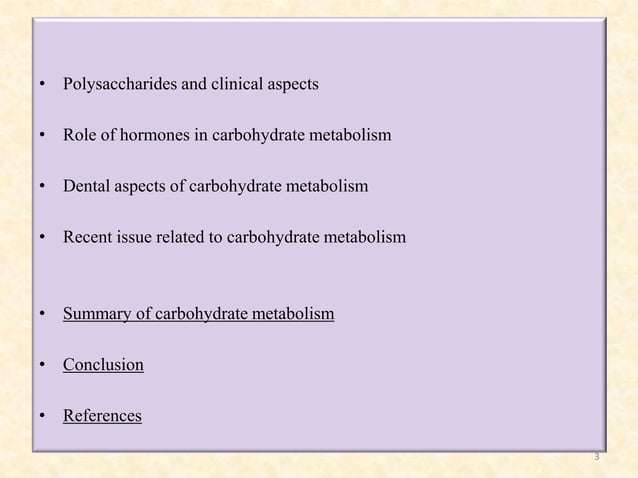 • Polysaccharides and clinical aspects
• Role of hormones in carbohydrate metabolism
• Dental aspects of carbohydrate metabolism
• Recent issue related to carbohydrate metabolism
• Summary of carbohydrate metabolism
• Conclusion
• References
3